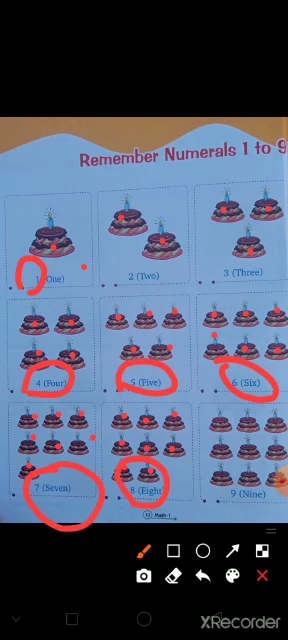 Remember Numerals 1 to 9
1 (One)
2 (Two)
3 (Three)
4 (Four)
5 (Five)
6 (Six)
7 (Seven)
8 (Eight)
9 (Nine)
12 Math-1
XRecorder